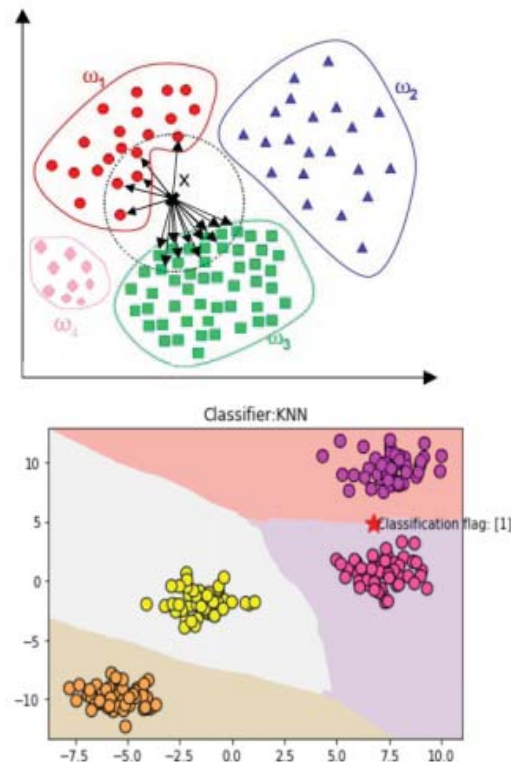 ω₁
ω₂
X
ω₄
ω₃
Classifier:KNN
10
5
Classification flag: [1]
0
−5
−10
−7.5 −5.0 −2.5 0.0 2.5 5.0 7.5 10.0